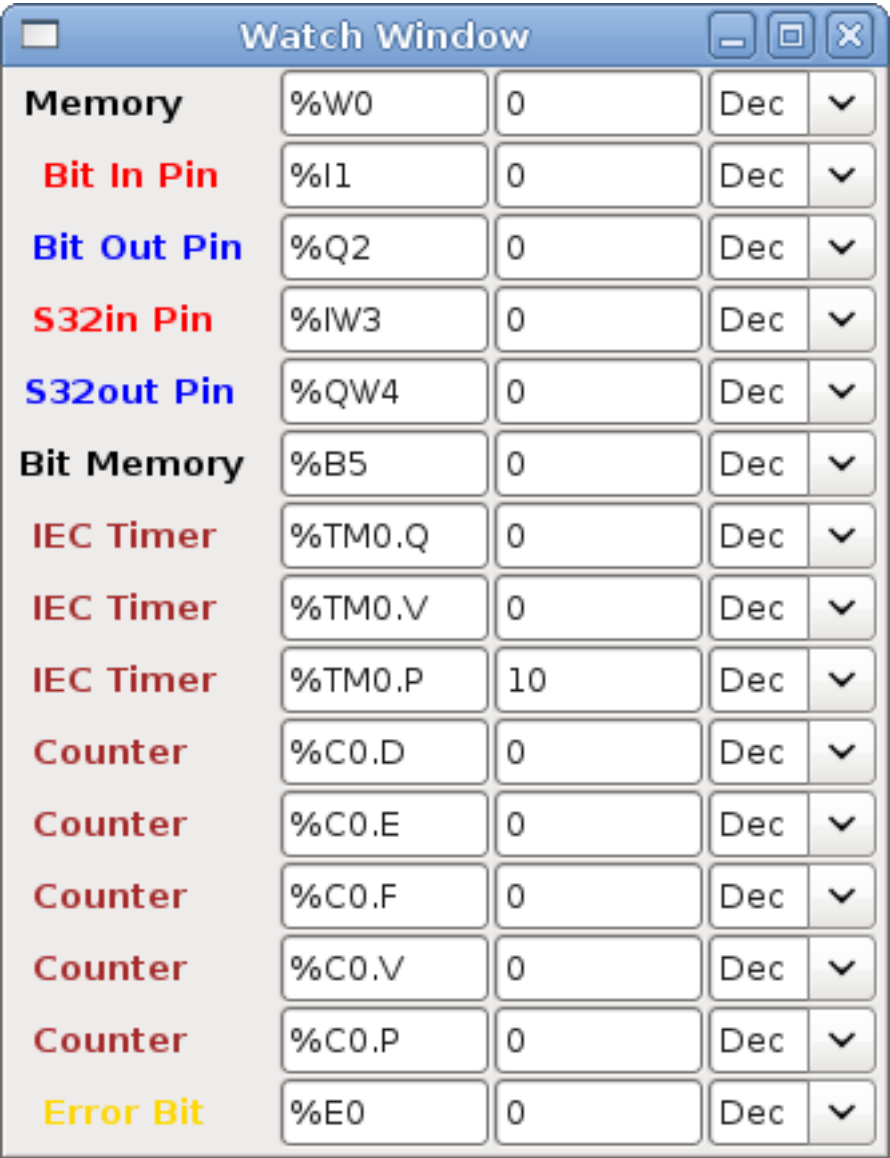 Watch Window
Memory %W0 0 Dec
Bit In Pin %I1 0 Dec
Bit Out Pin %Q2 0 Dec
S32in Pin %IW3 0 Dec
S32out Pin %QW4 0 Dec
Bit Memory %B5 0 Dec
IEC Timer %TM0.Q 0 Dec
IEC Timer %TM0.V 0 Dec
IEC Timer %TM0.P 10 Dec
Counter %C0.D 0 Dec
Counter %C0.E 0 Dec
Counter %C0.F 0 Dec
Counter %C0.V 0 Dec
Counter %C0.P 0 Dec
Error Bit %E0 0 Dec